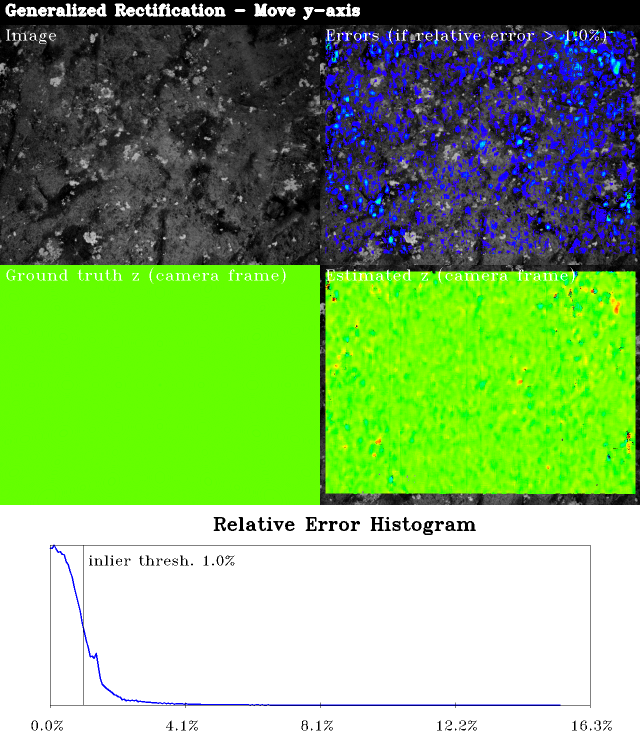 Generalized Rectification - Move y-axis
Image
Errors (if relative error > 1.0%)
Ground truth z (camera frame)
Estimated z (camera frame)
Relative Error Histogram
inlier thresh. 1.0%
0.0%
4.1%
8.1%
12.2%
16.3%